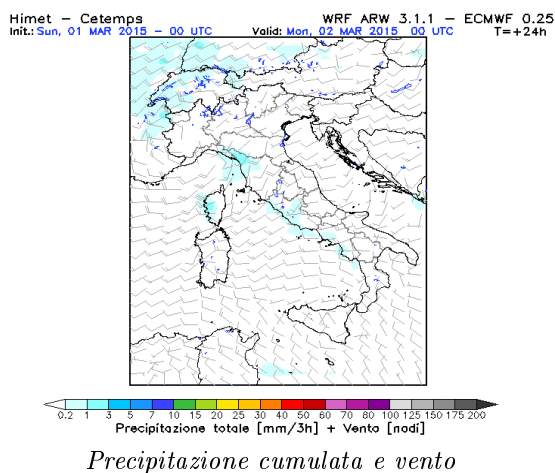 Himet – Cetemps WRF ARW 3.1.1 – ECMWF 0.25
Init.: Sun, 01 MAR 2015 – 00 UTC Valid: Mon, 02 MAR 2015 00 UTC T=+24h
0.2 1 3 5 7 10 15 20 25 30 40 50 60 70 80 100 125 150 175 200
Precipitazione totale [mm/3h] + Vento [nodi]
Precipitazione cumulata e vento